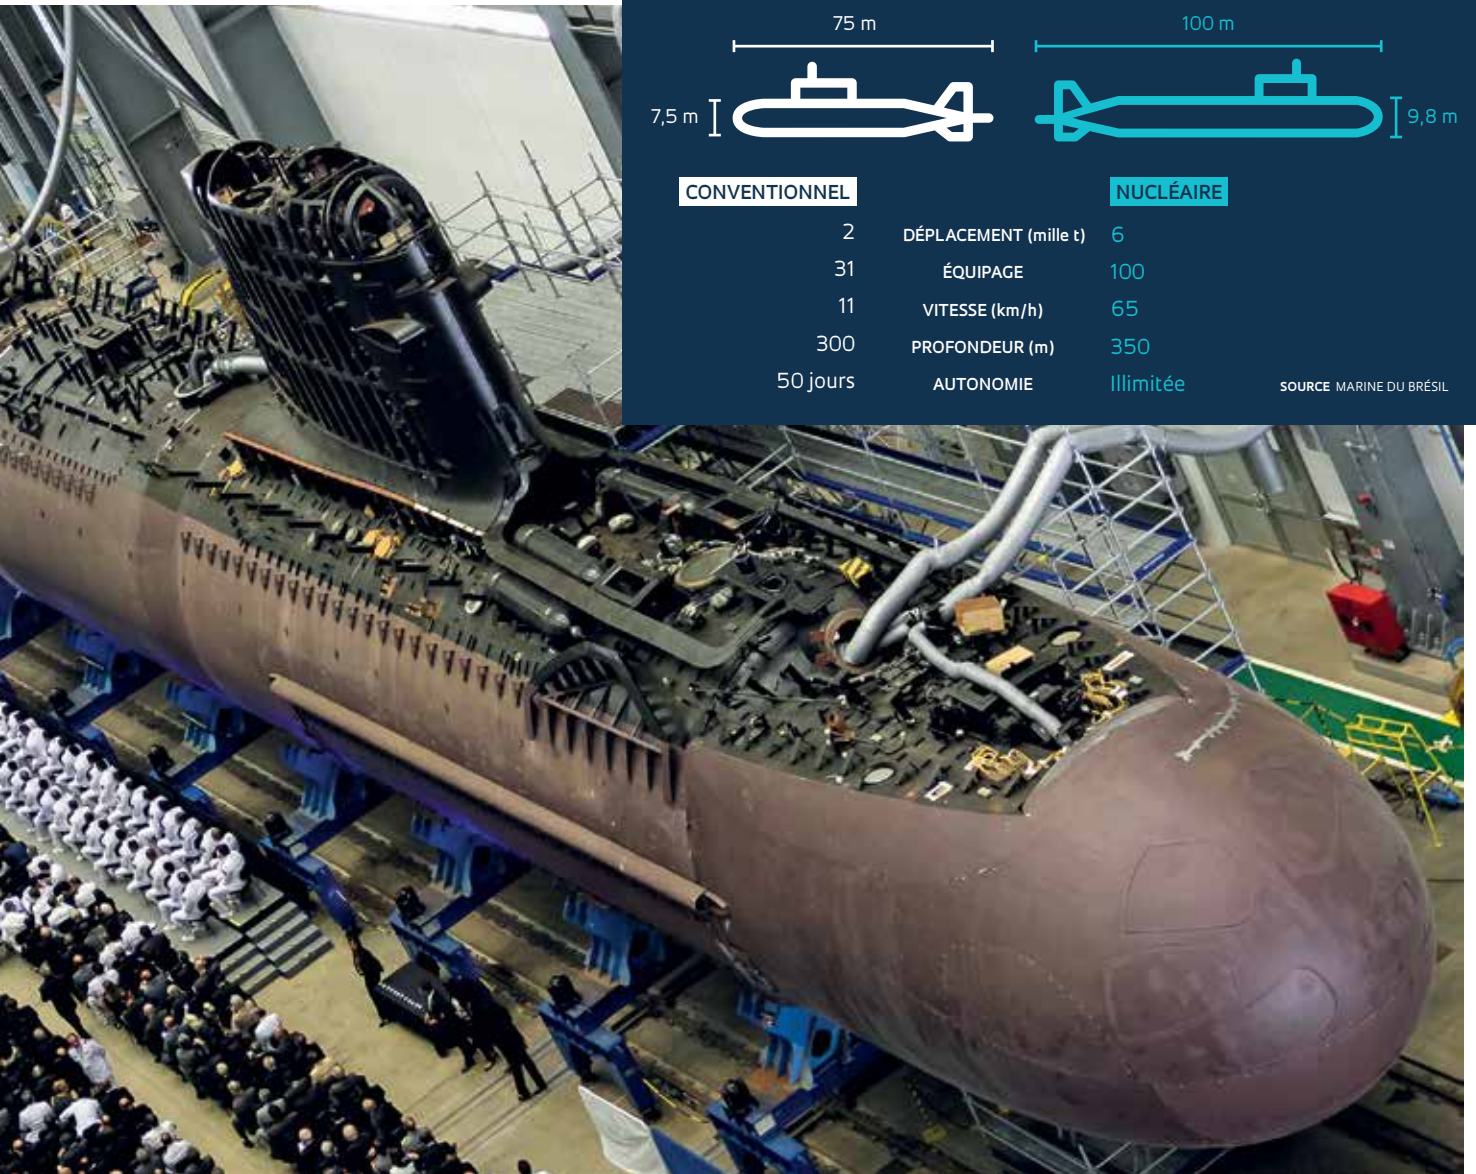 75 m
100 m
7,5 m
9,8 m
CONVENTIONNEL
NUCLÉAIRE
2 DÉPLACEMENT (mille t) 6
31 ÉQUIPAGE 100
11 VITESSE (km/h) 65
300 PROFONDEUR (m) 350
50 jours AUTONOMIE Illimitée
SOURCE MARINE DU BRÉSIL